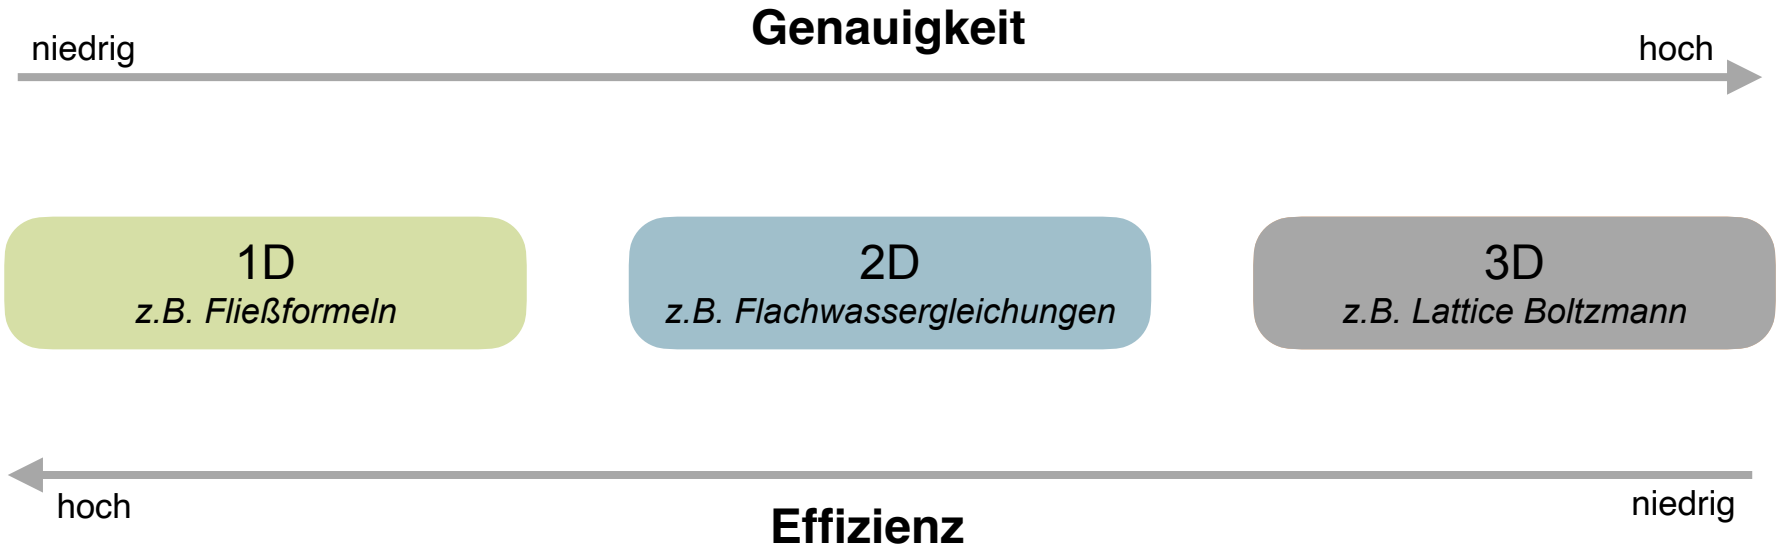 Genauigkeit
niedrig
hoch
1D
z.B. Fließformeln
2D
z.B. Flachwassergleichungen
3D
z.B. Lattice Boltzmann
hoch
niedrig
Effizienz